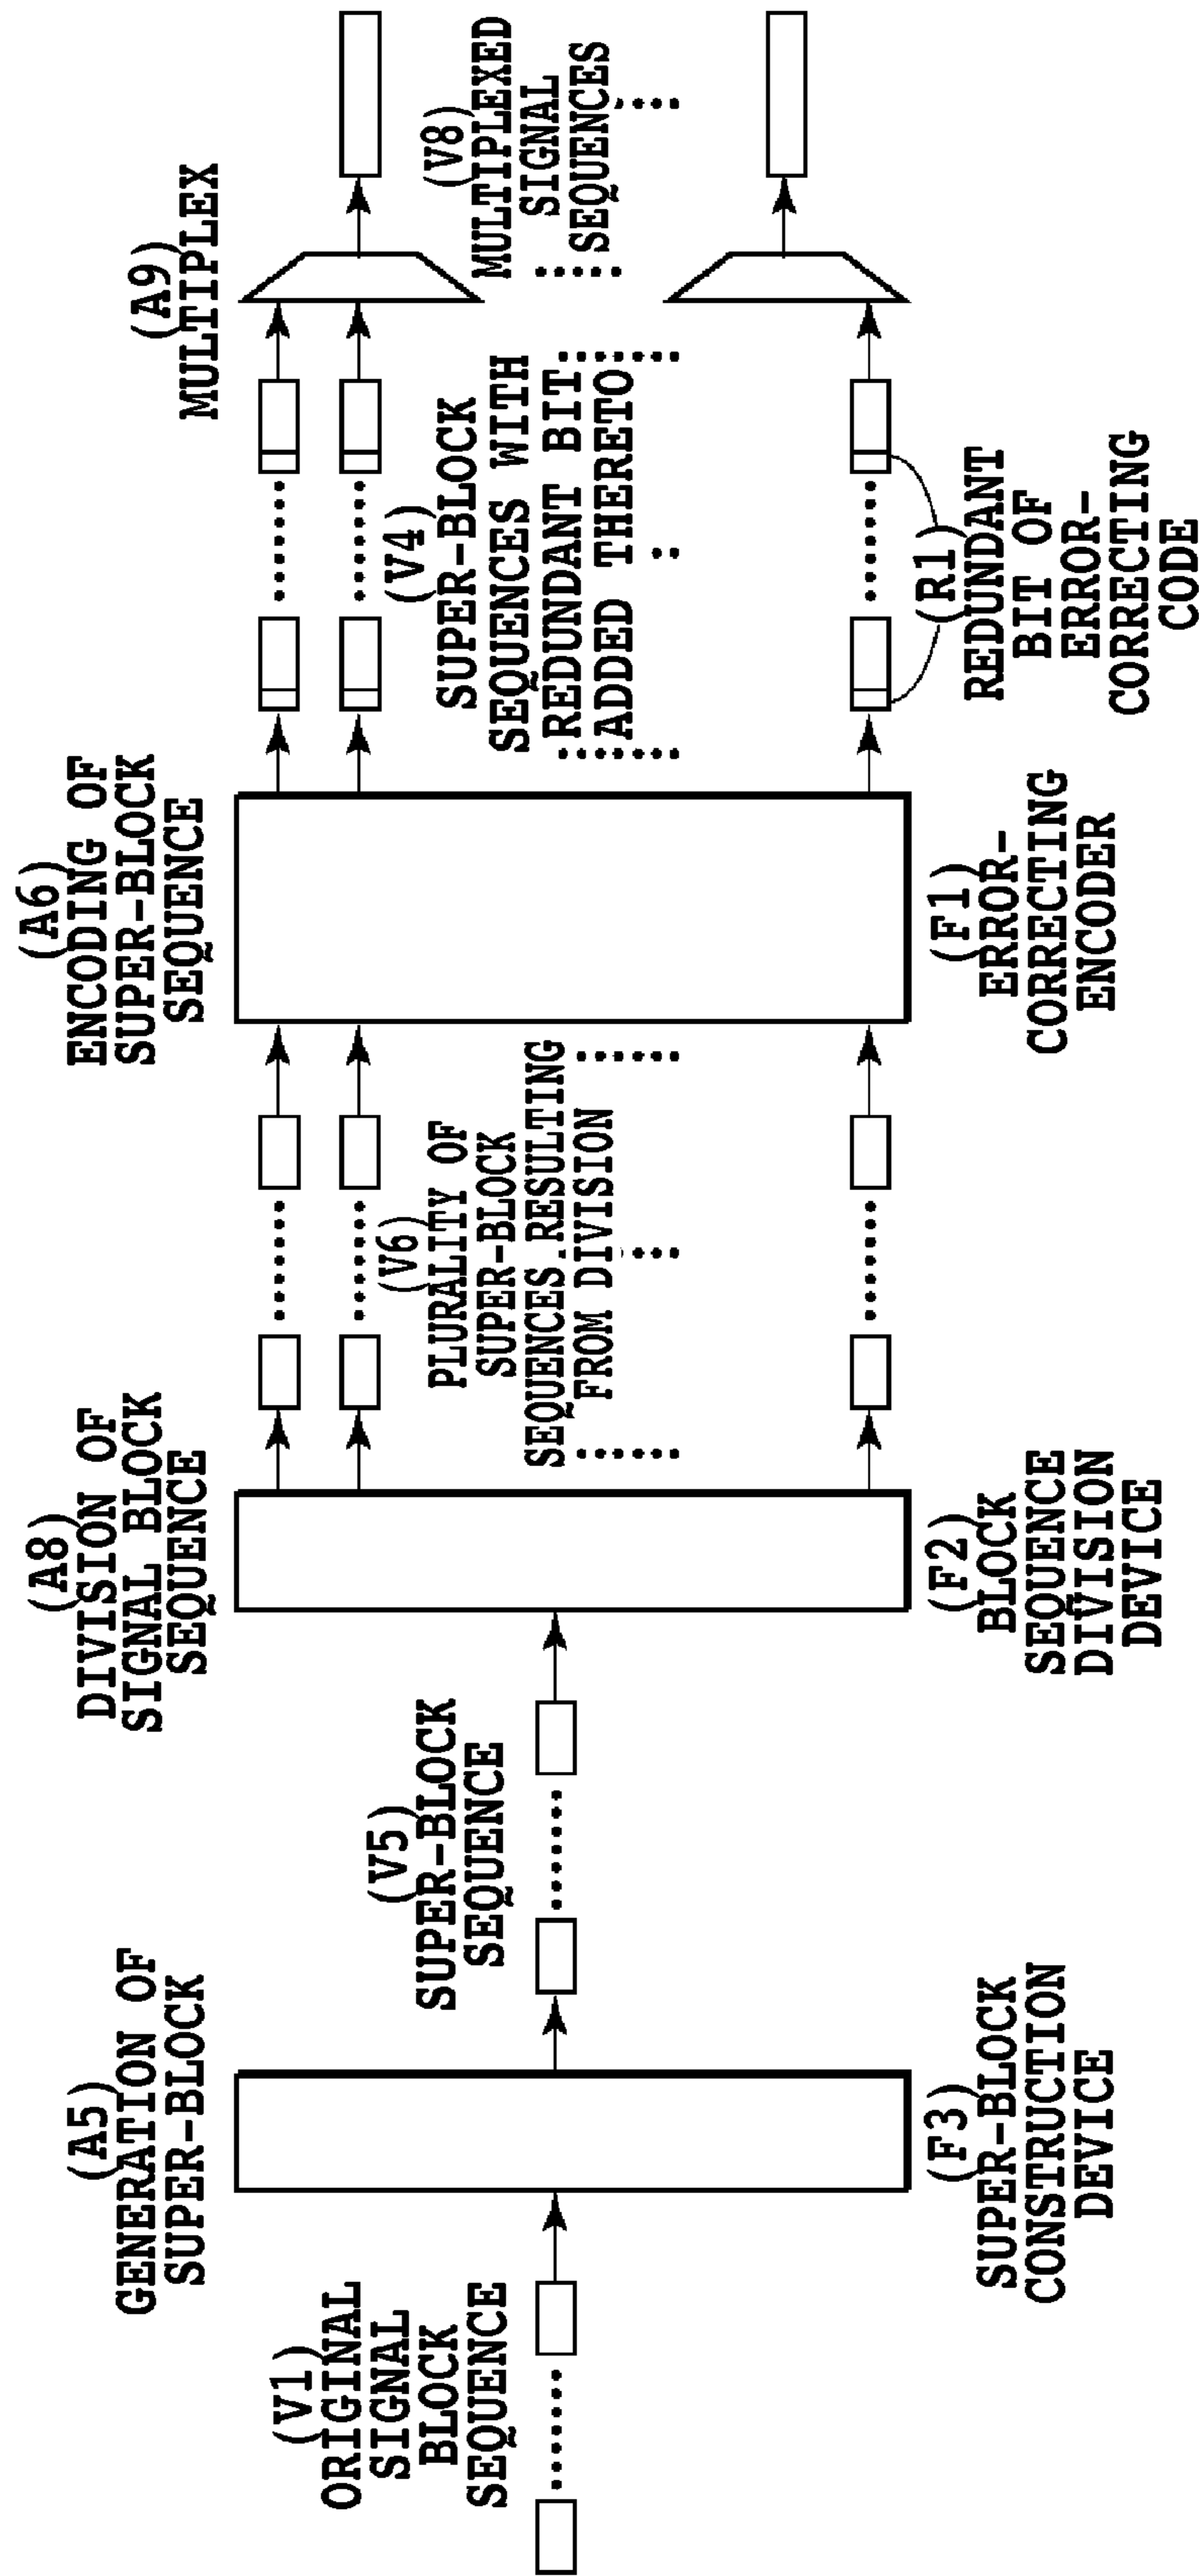 (V1)
ORIGINAL
SIGNAL
BLOCK
SEQUENCE
(A5)
GENERATION OF
SUPER-BLOCK
(F3)
SUPER-BLOCK
CONSTRUCTION
DEVICE
(V5)
SUPER-BLOCK
SEQUENCE
(A8)
DIVISION OF
SIGNAL BLOCK
SEQUENCE
(F2)
BLOCK
SEQUENCE
DIVISION
DEVICE
(V6)
PLURALITY OF
SUPER-BLOCK
SEQUENCES RESULTING
FROM DIVISION
(A6)
ENCODING OF
SUPER-BLOCK
SEQUENCE
(F1)
ERROR-
CORRECTING
ENCODER
(V4)
SUPER-BLOCK
SEQUENCES WITH
REDUNDANT BIT
ADDED THERETO
(R1)
REDUNDANT
BIT OF
ERROR-
CORRECTING
CODE
(A9)
MULTIPLEX
(V8)
MULTIPLEXED
SIGNAL
SEQUENCES